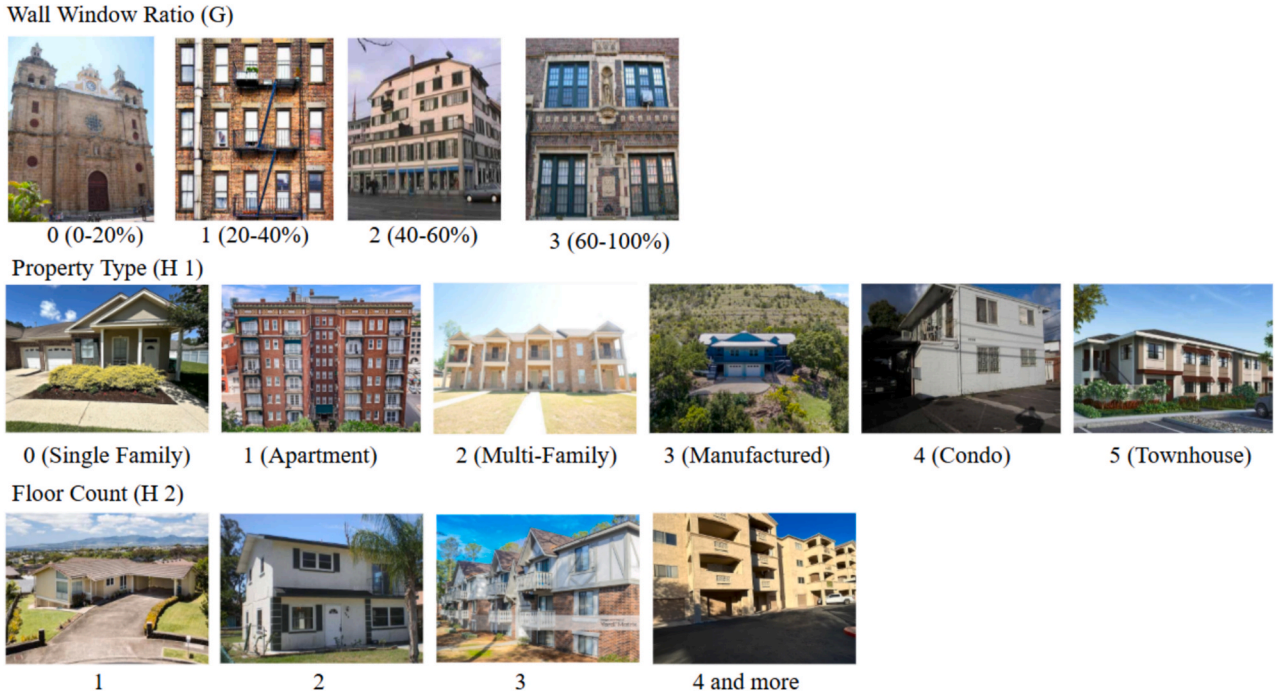 Wall Window Ratio (G)
0 (0-20%) 1 (20-40%) 2 (40-60%) 3 (60-100%)
Property Type (H 1)
0 (Single Family) 1 (Apartment) 2 (Multi-Family) 3 (Manufactured) 4 (Condo) 5 (Townhouse)
Floor Count (H 2)
1 2 3 4 and more